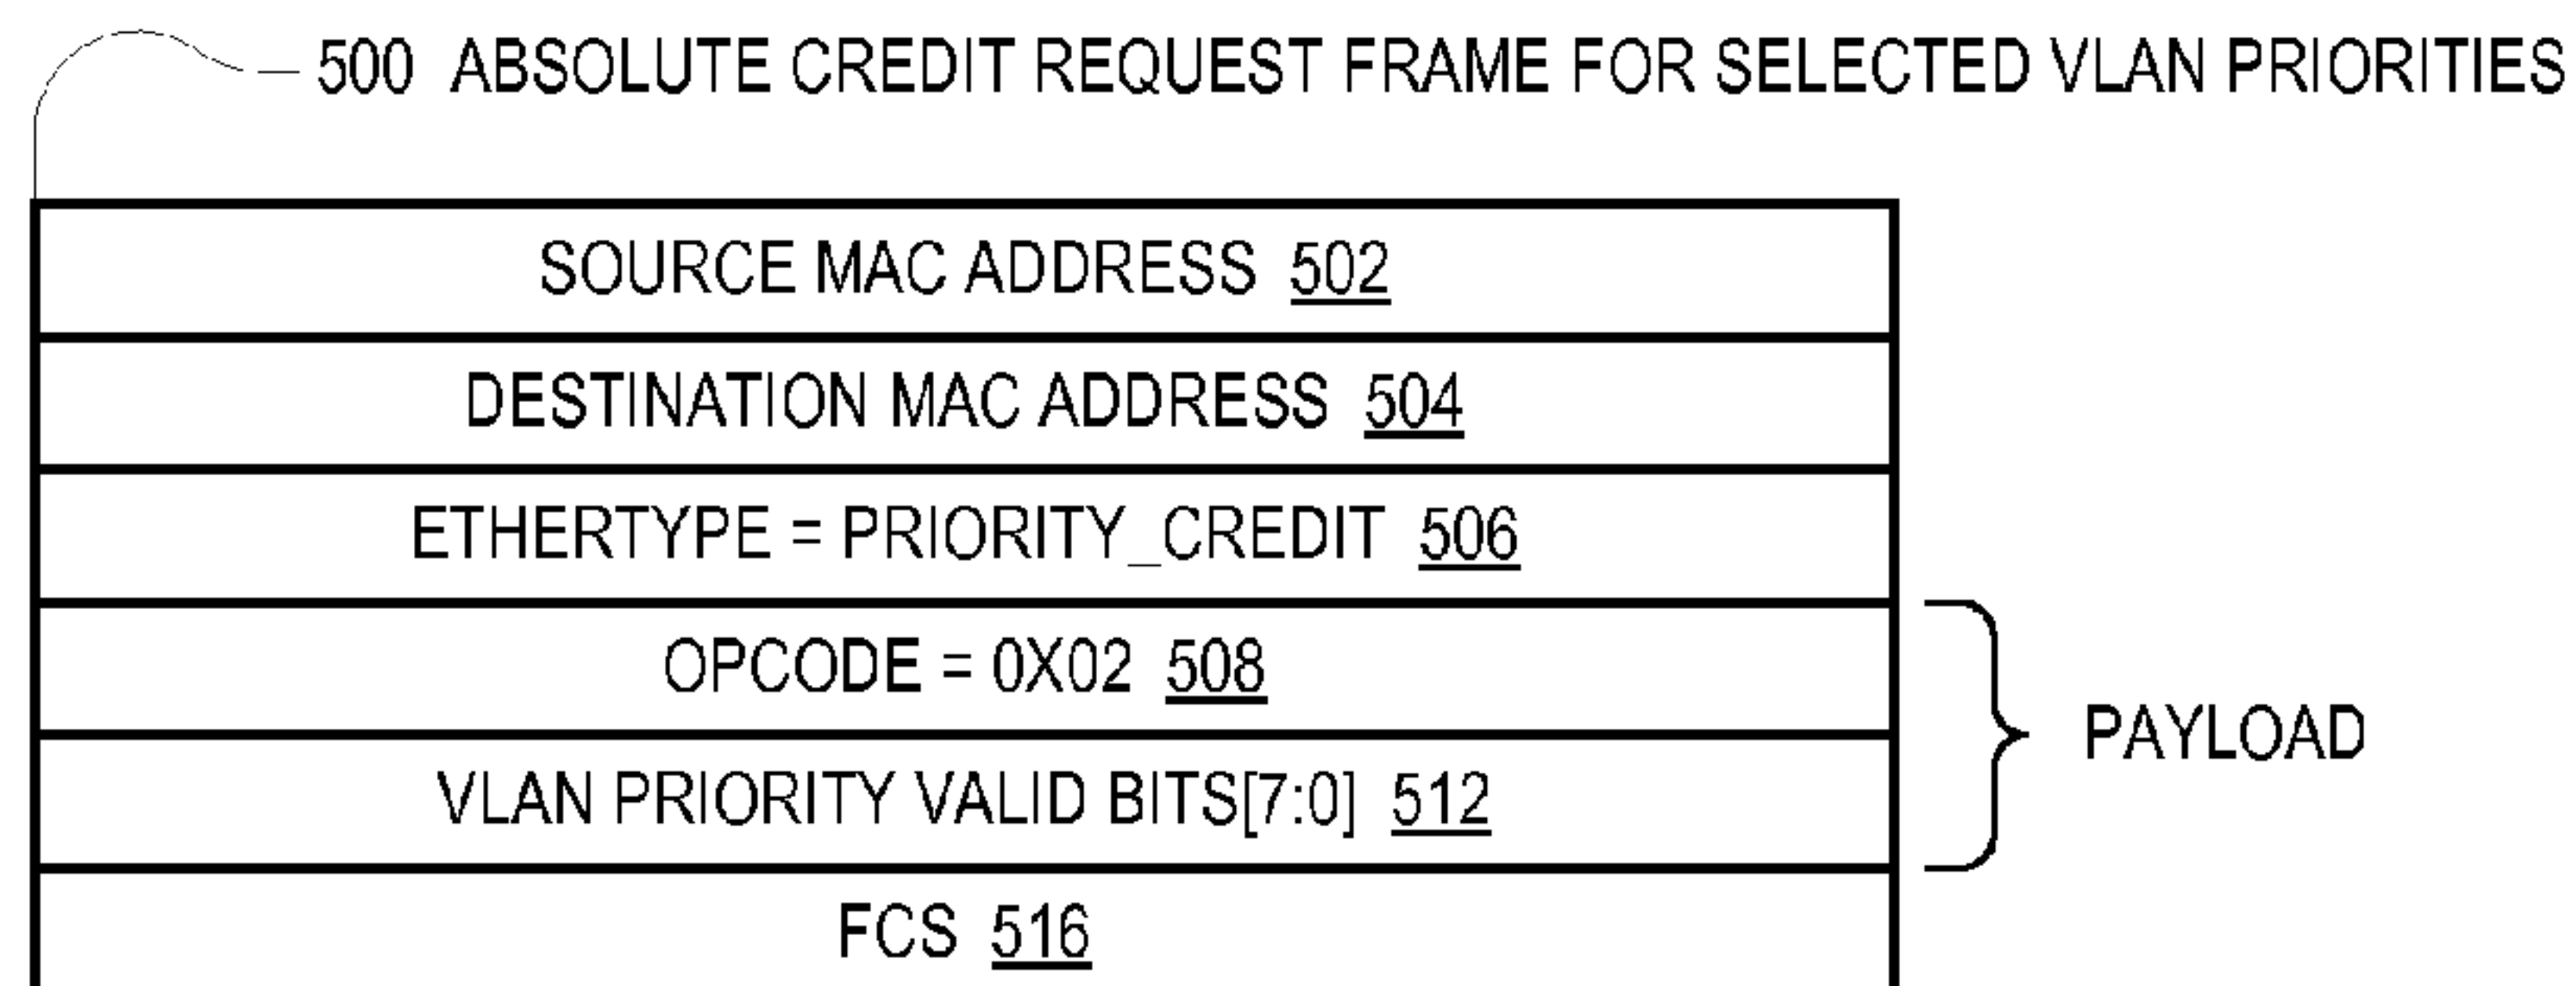 500 ABSOLUTE CREDIT REQUEST FRAME FOR SELECTED VLAN PRIORITIES
SOURCE MAC ADDRESS 502
DESTINATION MAC ADDRESS 504
ETHERTYPE = PRIORITY_CREDIT 506
OPCODE = 0X02 508
PAYLOAD
VLAN PRIORITY VALID BITS[7:0] 512
FCS 516